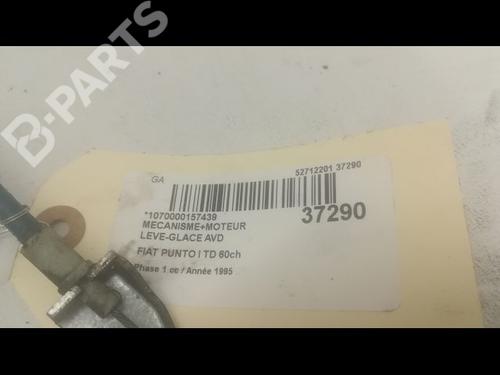 B-PARTS
GA
52712201 37290
*1070000157439
37290
MECANISME+MOTEUR
LEVE-GLACE AVD
FIAT PUNTO I TD 60ch
Phase 1 cc / Année 1995